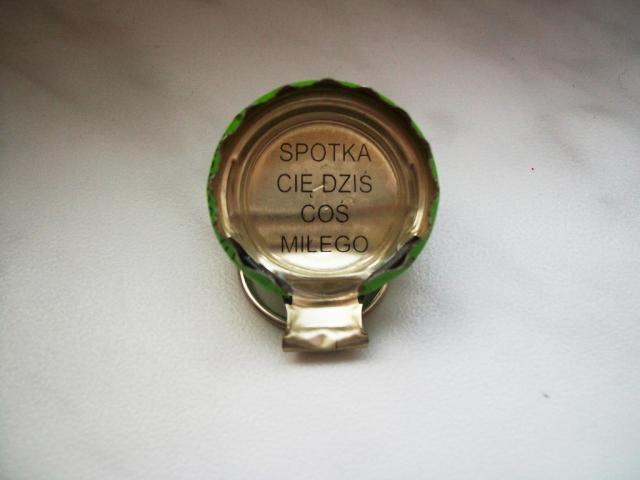 SPOTKA
CIĘ DZIŚ
COŚ
MIŁEGO